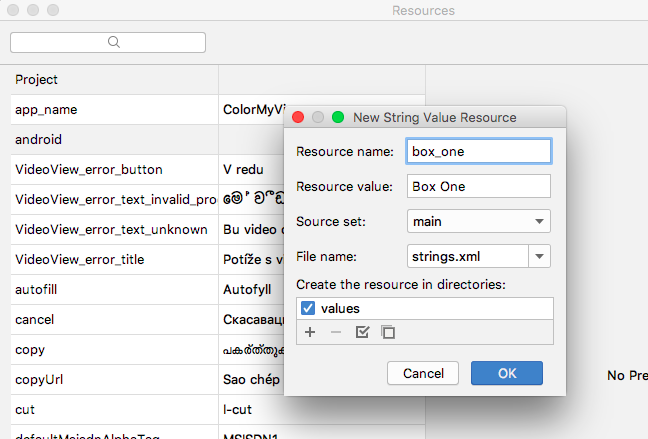 Resources
Project
app_name
ColorMyVi
android
VideoView_error_button
V redu
VideoView_error_text_invalid_pro
VideoView_error_text_unknown
Bu video
VideoView_error_title
Potíže s v
autofill
Autofyll
cancel
Скасаваць
copy
പകർത്തുക
copyUrl
Sao chép
cut
I-cut
defaultMsisdnAlphaTag
MSISDN1
New String Value Resource
Resource name:
box_one
Resource value:
Box One
Source set:
main
File name:
strings.xml
Create the resource in directories:
values
Cancel
OK
No Pre